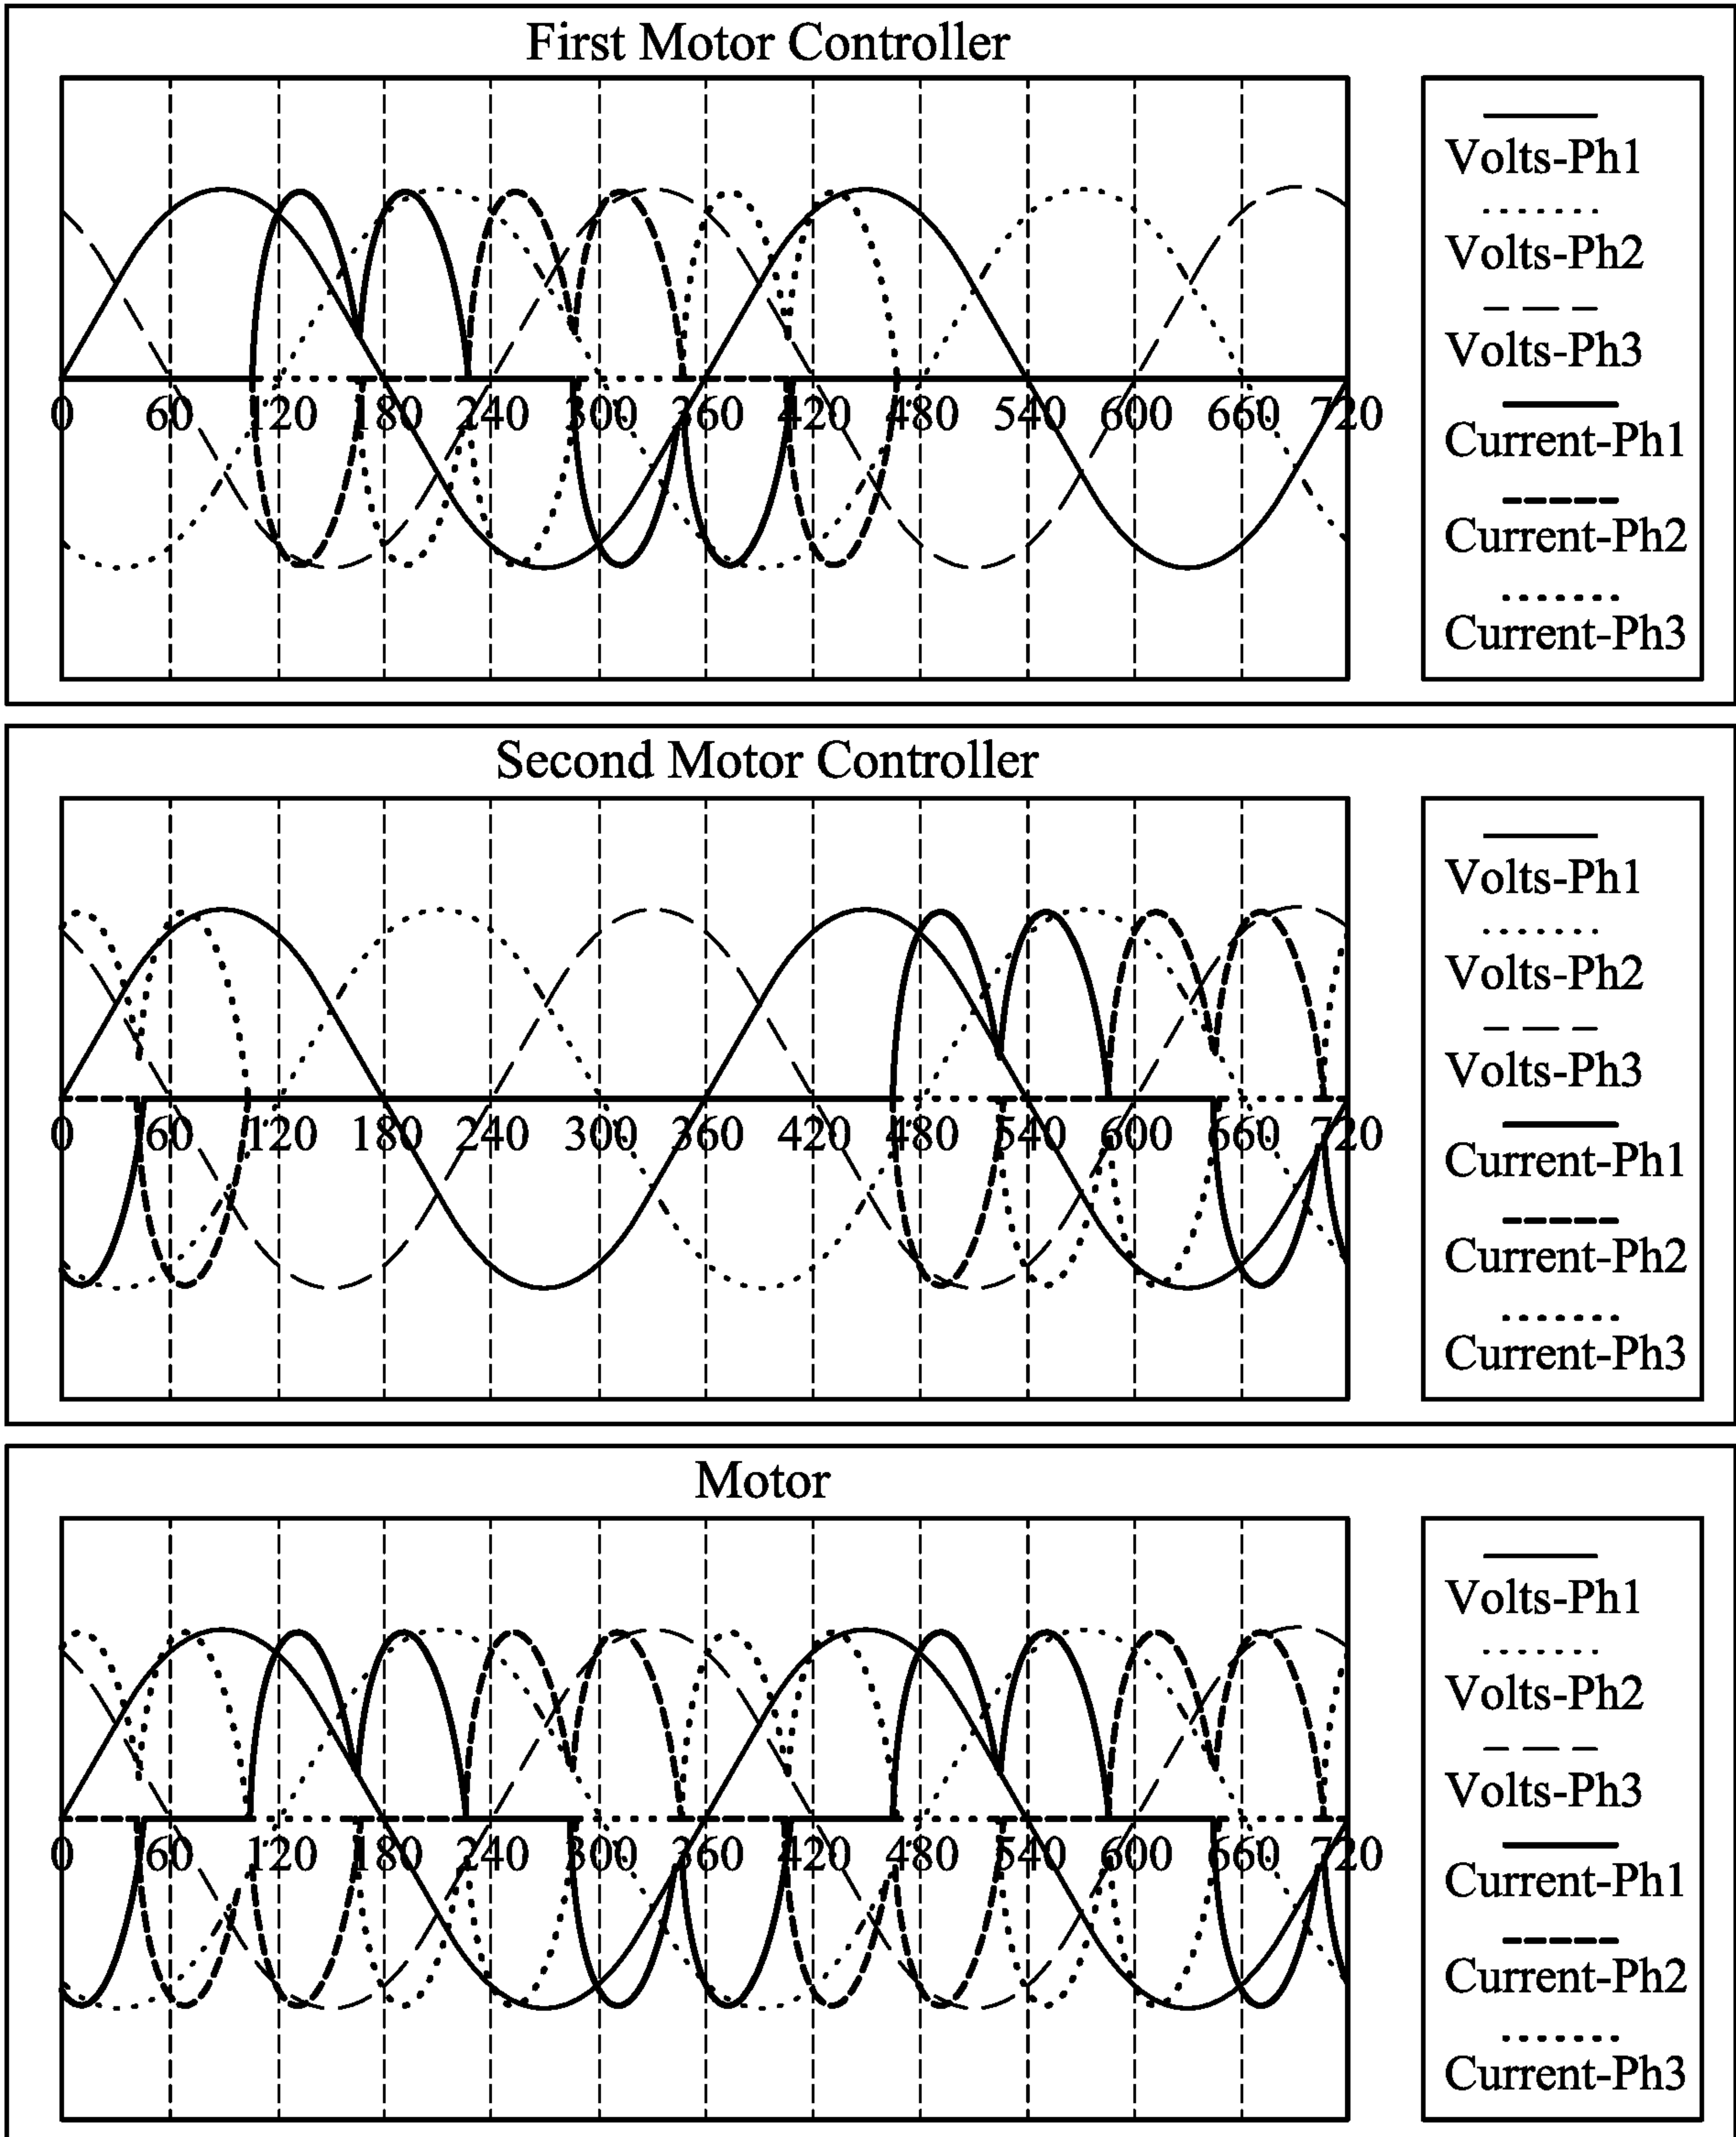 First Motor Controller
0 60 120 180 240 300 360 420 480 540 600 660 720
Volts-Ph1
Volts-Ph2
Volts-Ph3
Current-Ph1
Current-Ph2
Current-Ph3
Second Motor Controller
0 60 120 180 240 300 360 420 480 540 600 660 720
Volts-Ph1
Volts-Ph2
Volts-Ph3
Current-Ph1
Current-Ph2
Current-Ph3
Motor
0 60 120 180 240 300 360 420 480 540 600 660 720
Volts-Ph1
Volts-Ph2
Volts-Ph3
Current-Ph1
Current-Ph2
Current-Ph3